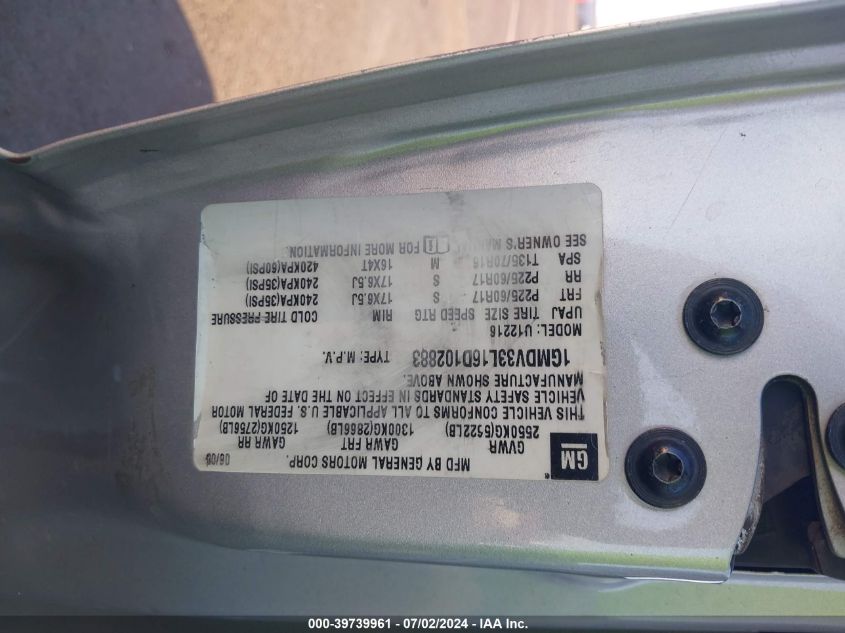 MFD BY GENERAL MOTORS CORP. 06/05
GM
GVWR GAWR FRT GAWR RR
2550KG(5622LB) 1300KG(2866LB) 1250KG(2756LB)
THIS VEHICLE CONFORMS TO ALL APPLICABLE U.S. FEDERAL MOTOR
VEHICLE SAFETY STANDARDS IN EFFECT ON THE DATE OF
MANUFACTURE SHOWN ABOVE.
1GMDV33L16D102883 TYPE: M.P.V.
MODEL: U12216
UPAJ TIRE SIZE SPEED RTG RIM COLD TIRE PRESSURE
FRT P225/60R17 S 17X6.5J 240KPA(35PSI)
RR P225/60R17 S 17X6.5J 240KPA(35PSI)
SPA T135/70R16 M 16X4T 420KPA(60PSI)
SEE OWNER'S FOR MORE INFORMATION.
000-39739961 - 07/02/2024 - IAA Inc.